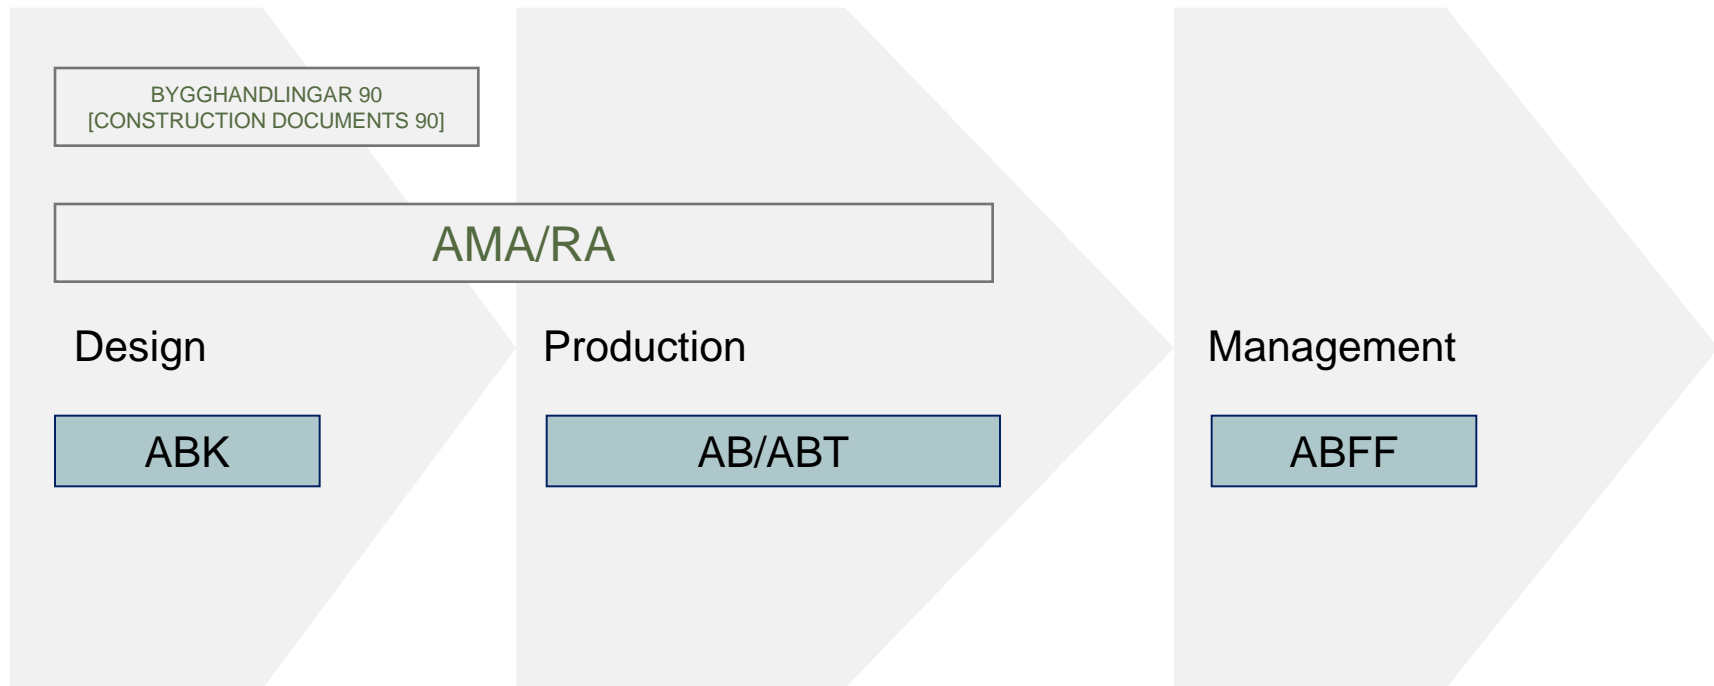 BYGGHANDLINGAR 90
[CONSTRUCTION DOCUMENTS 90]
AMA/RA
Design
Production
Management
ABK
AB/ABT
ABFF